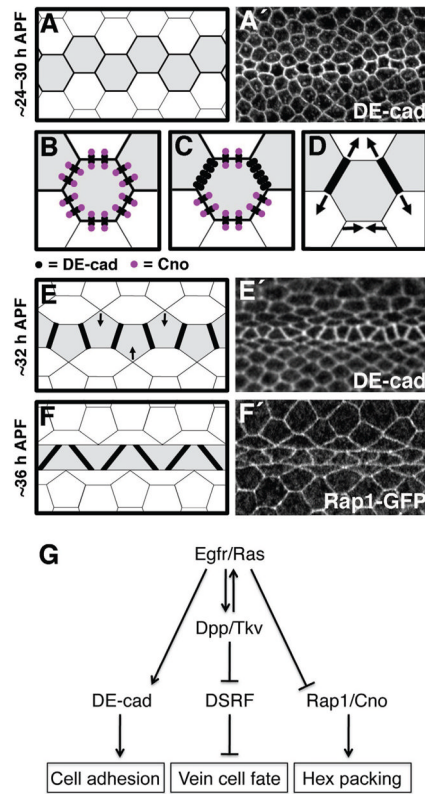 ~24–30 h APF
A
A´
DE-cad
B
C
D
● = DE-cad ● = Cno
~32 h APF
E
E´
DE-cad
~36 h APF
F
F´
Rap1-GFP
G
Egfr/Ras
Dpp/Tkv
DE-cad DSRF Rap1/Cno
Cell adhesion Vein cell fate Hex packing